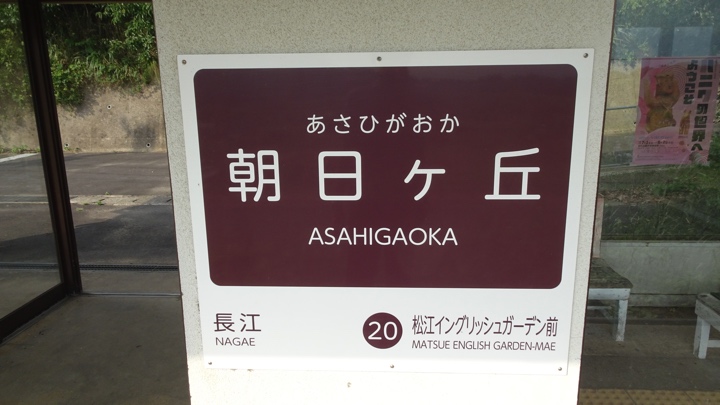 あさひがおか
朝日ヶ丘
ASAHIGAOKA
長江
NAGAE
20
松江イングリッシュガーデン前
MATSUE ENGLISH GARDEN-MAE